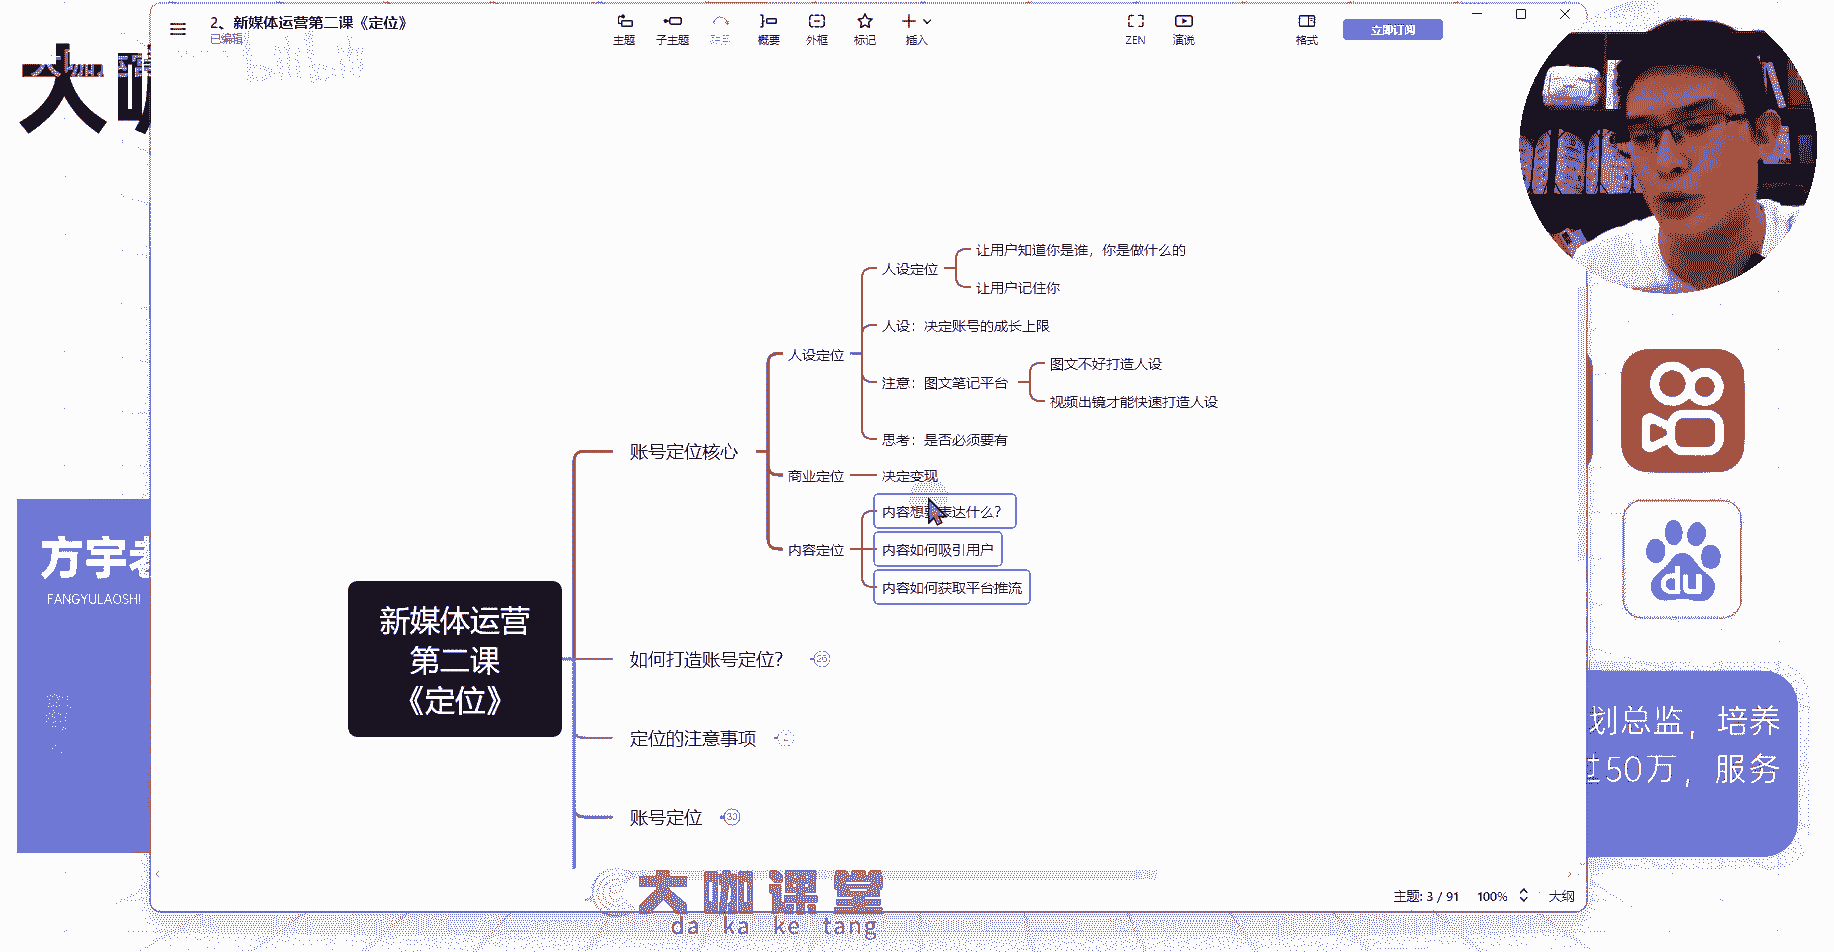 2、新媒体运营第二课《定位》
已编辑
主题
子主题
概要
外框
标记
插入
ZEN
演说
格式
立即订阅
bilibili
大咖
方宇老
FANGYULAOSHI
新媒体运营
第二课
《定位》
账号定位核心
人设定位
人设定位
让用户知道你是谁，你是做什么的
让用户记住你
人设：决定账号的成长上限
注意：图文笔记平台
图文不好打造人设
视频出镜才能快速打造人设
思考：是否必须要有
商业定位
决定变现
内容定位
内容想要表达什么？
内容如何吸引用户
内容如何获取平台推流
如何打造账号定位？
定位的注意事项
账号定位
30
du
划总监，培养
过50万，服务
大咖课堂
da ka ke tang
主题: 3 / 91
100%
大纲